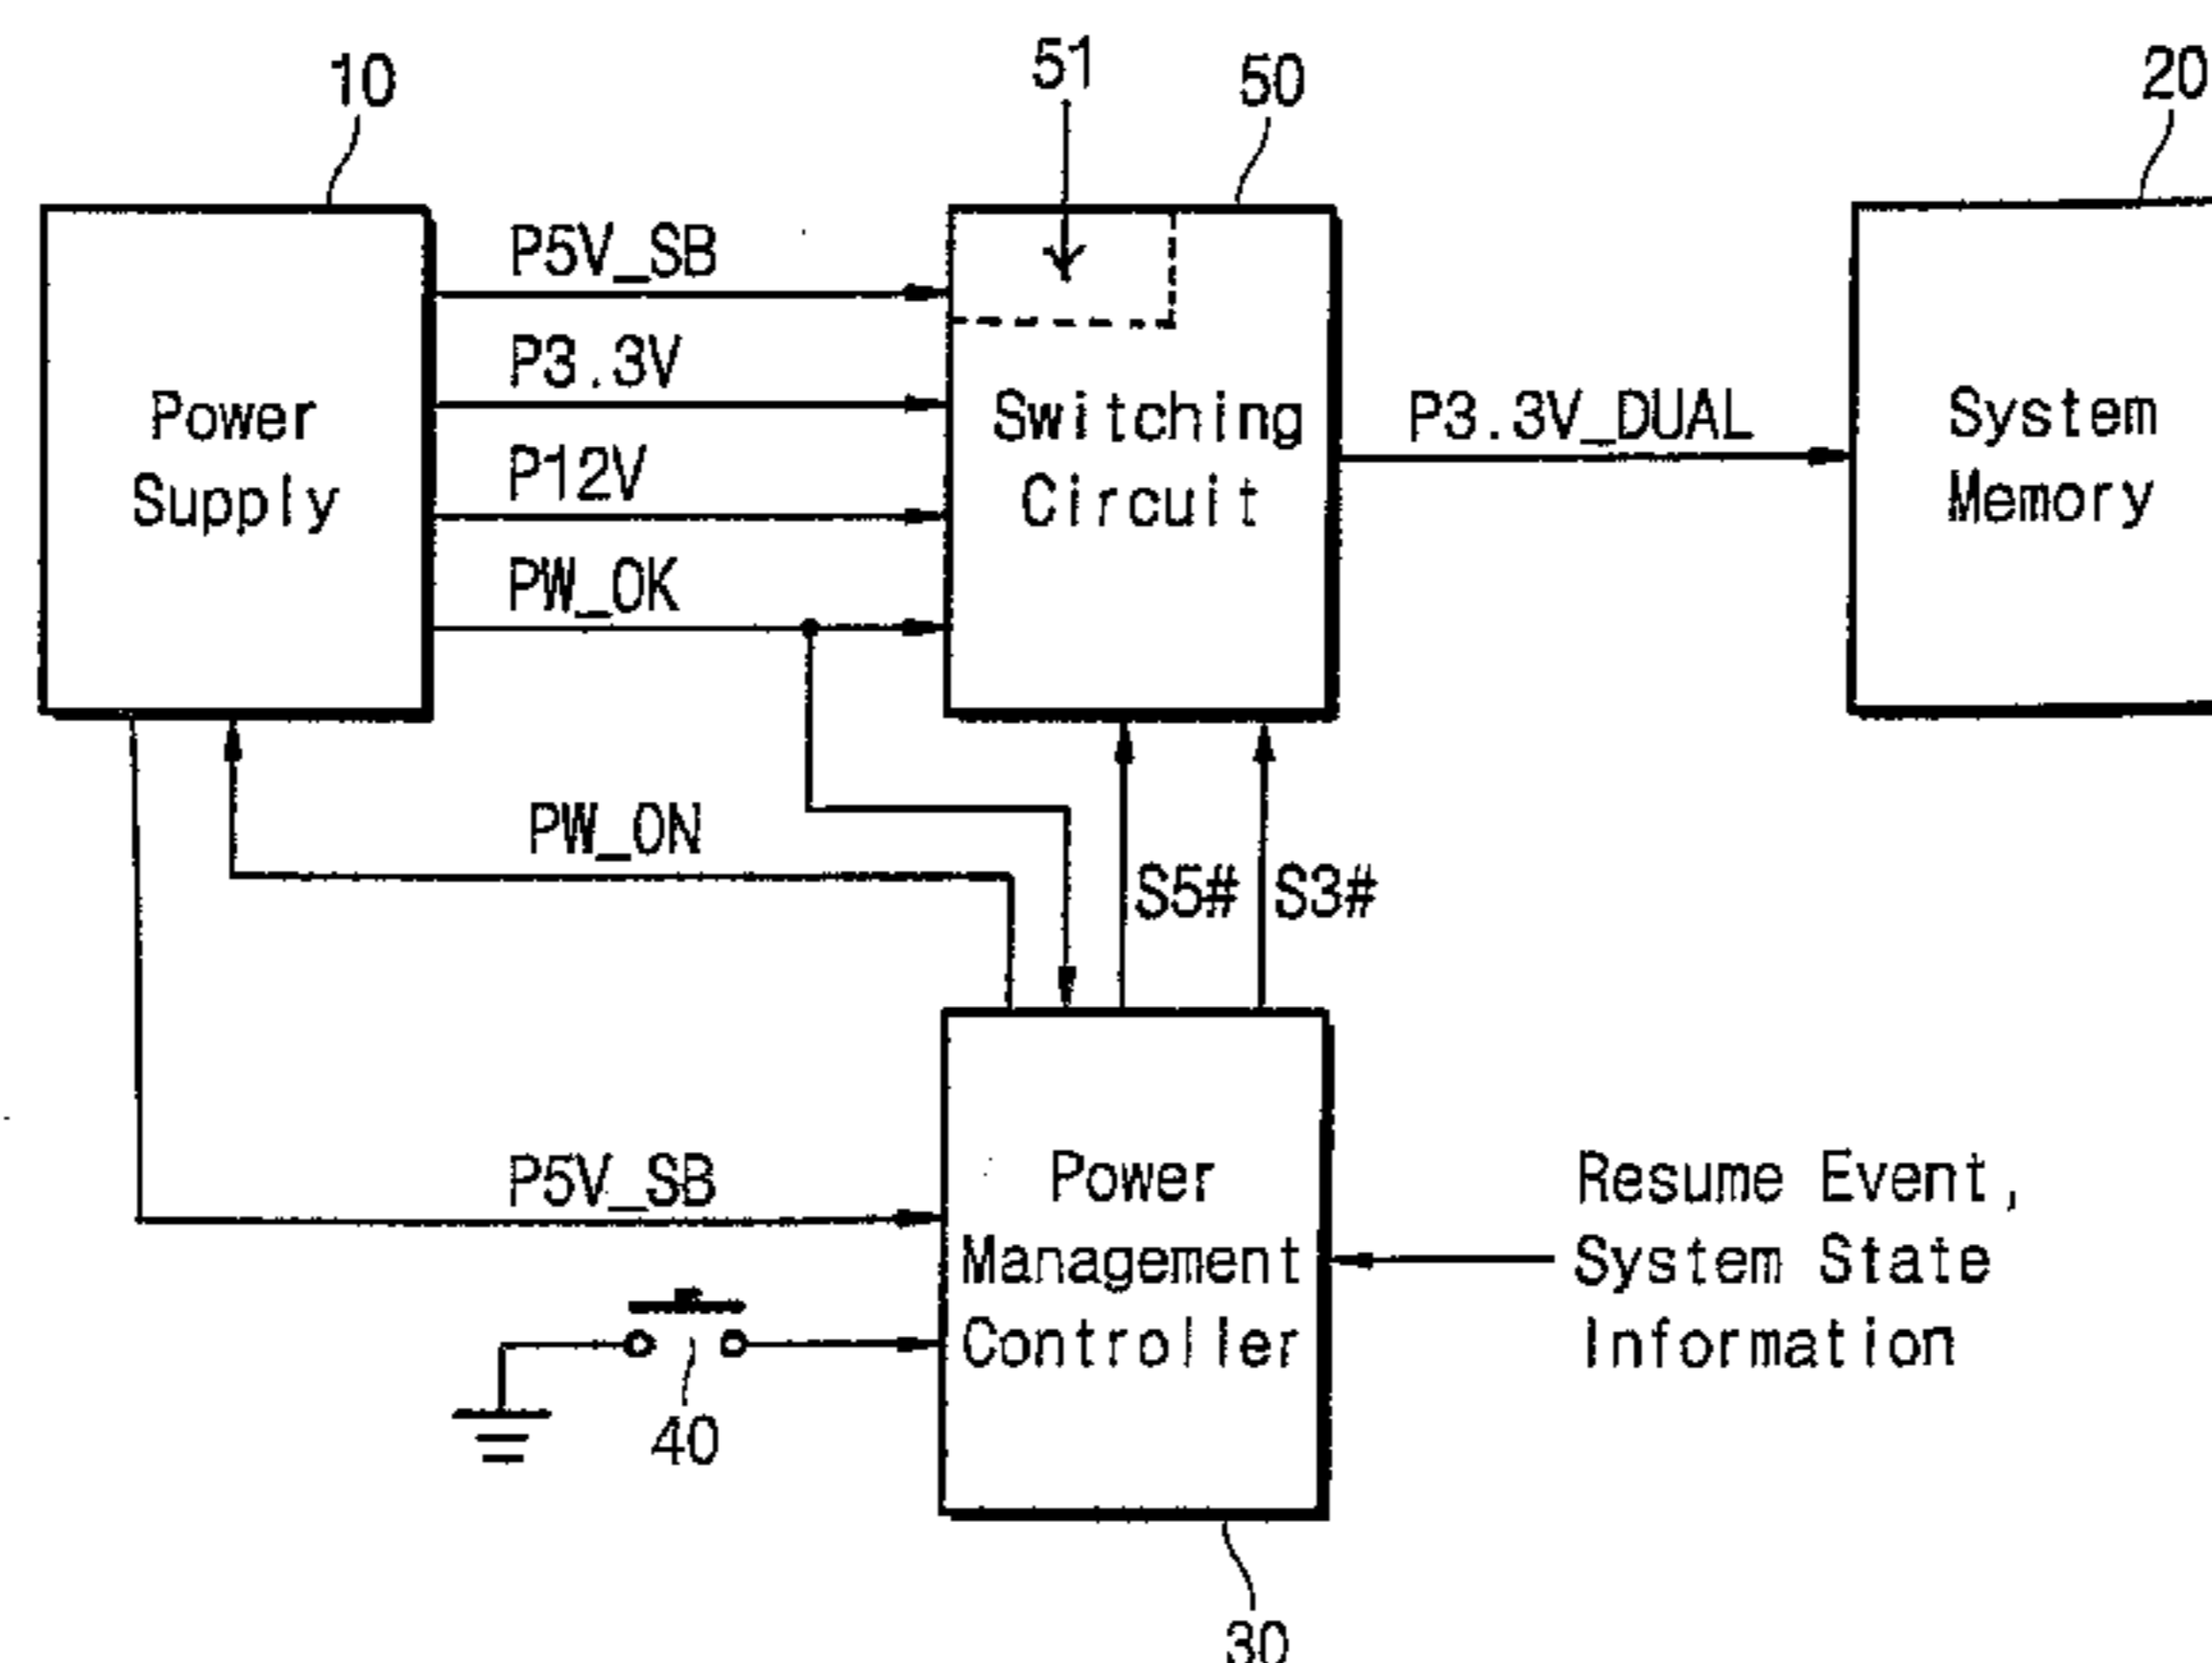 10
51
50
20
P5V_SB
P3.3V
P12V
PW_OK
Power
Supply
Switching
Circuit
P3.3V_DUAL
System
Memory
PW_ON
S5#
S3#
P5V_SB
Power
Management
Controller
Resume Event,
System State
Information
40
30